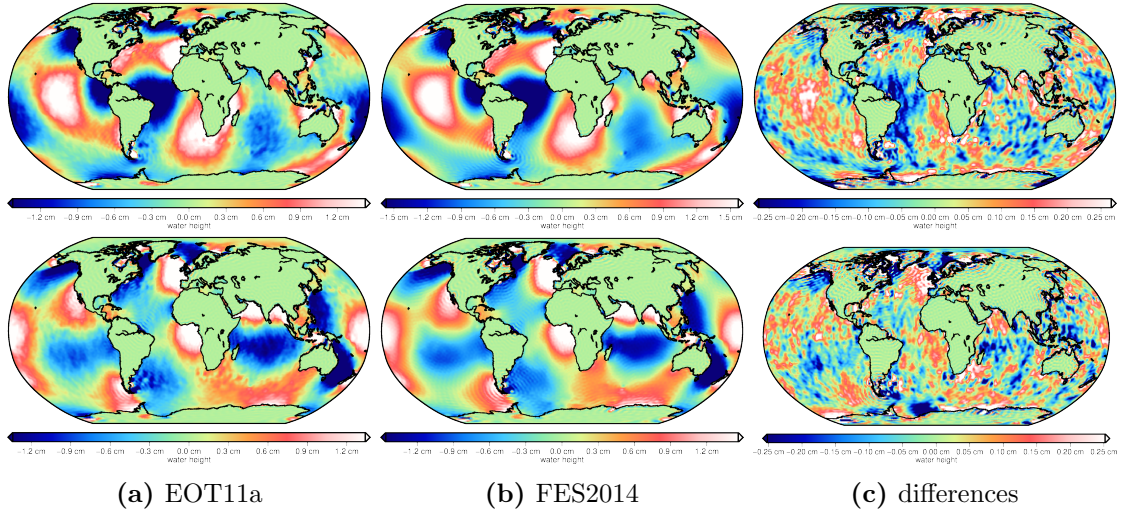 −1.2 cm −0.9 cm −0.6 cm −0.3 cm 0.0 cm 0.3 cm 0.6 cm 0.9 cm 1.2 cm
water height
−1.5 cm −1.2 cm −0.9 cm −0.6 cm −0.3 cm 0.0 cm 0.3 cm 0.6 cm 0.9 cm 1.2 cm 1.5 cm
water height
−0.25 cm −0.20 cm −0.15 cm −0.10 cm −0.05 cm 0.00 cm 0.05 cm 0.10 cm 0.15 cm 0.20 cm 0.25 cm
water height
−1.2 cm −0.9 cm −0.6 cm −0.3 cm 0.0 cm 0.3 cm 0.6 cm 0.9 cm 1.2 cm
water height
−1.2 cm −0.9 cm −0.6 cm −0.3 cm 0.0 cm 0.3 cm 0.6 cm 0.9 cm 1.2 cm
water height
−0.25 cm −0.20 cm −0.15 cm −0.10 cm −0.05 cm 0.00 cm 0.05 cm 0.10 cm 0.15 cm 0.20 cm 0.25 cm
water height
(a) EOT11a
(b) FES2014
(c) differences